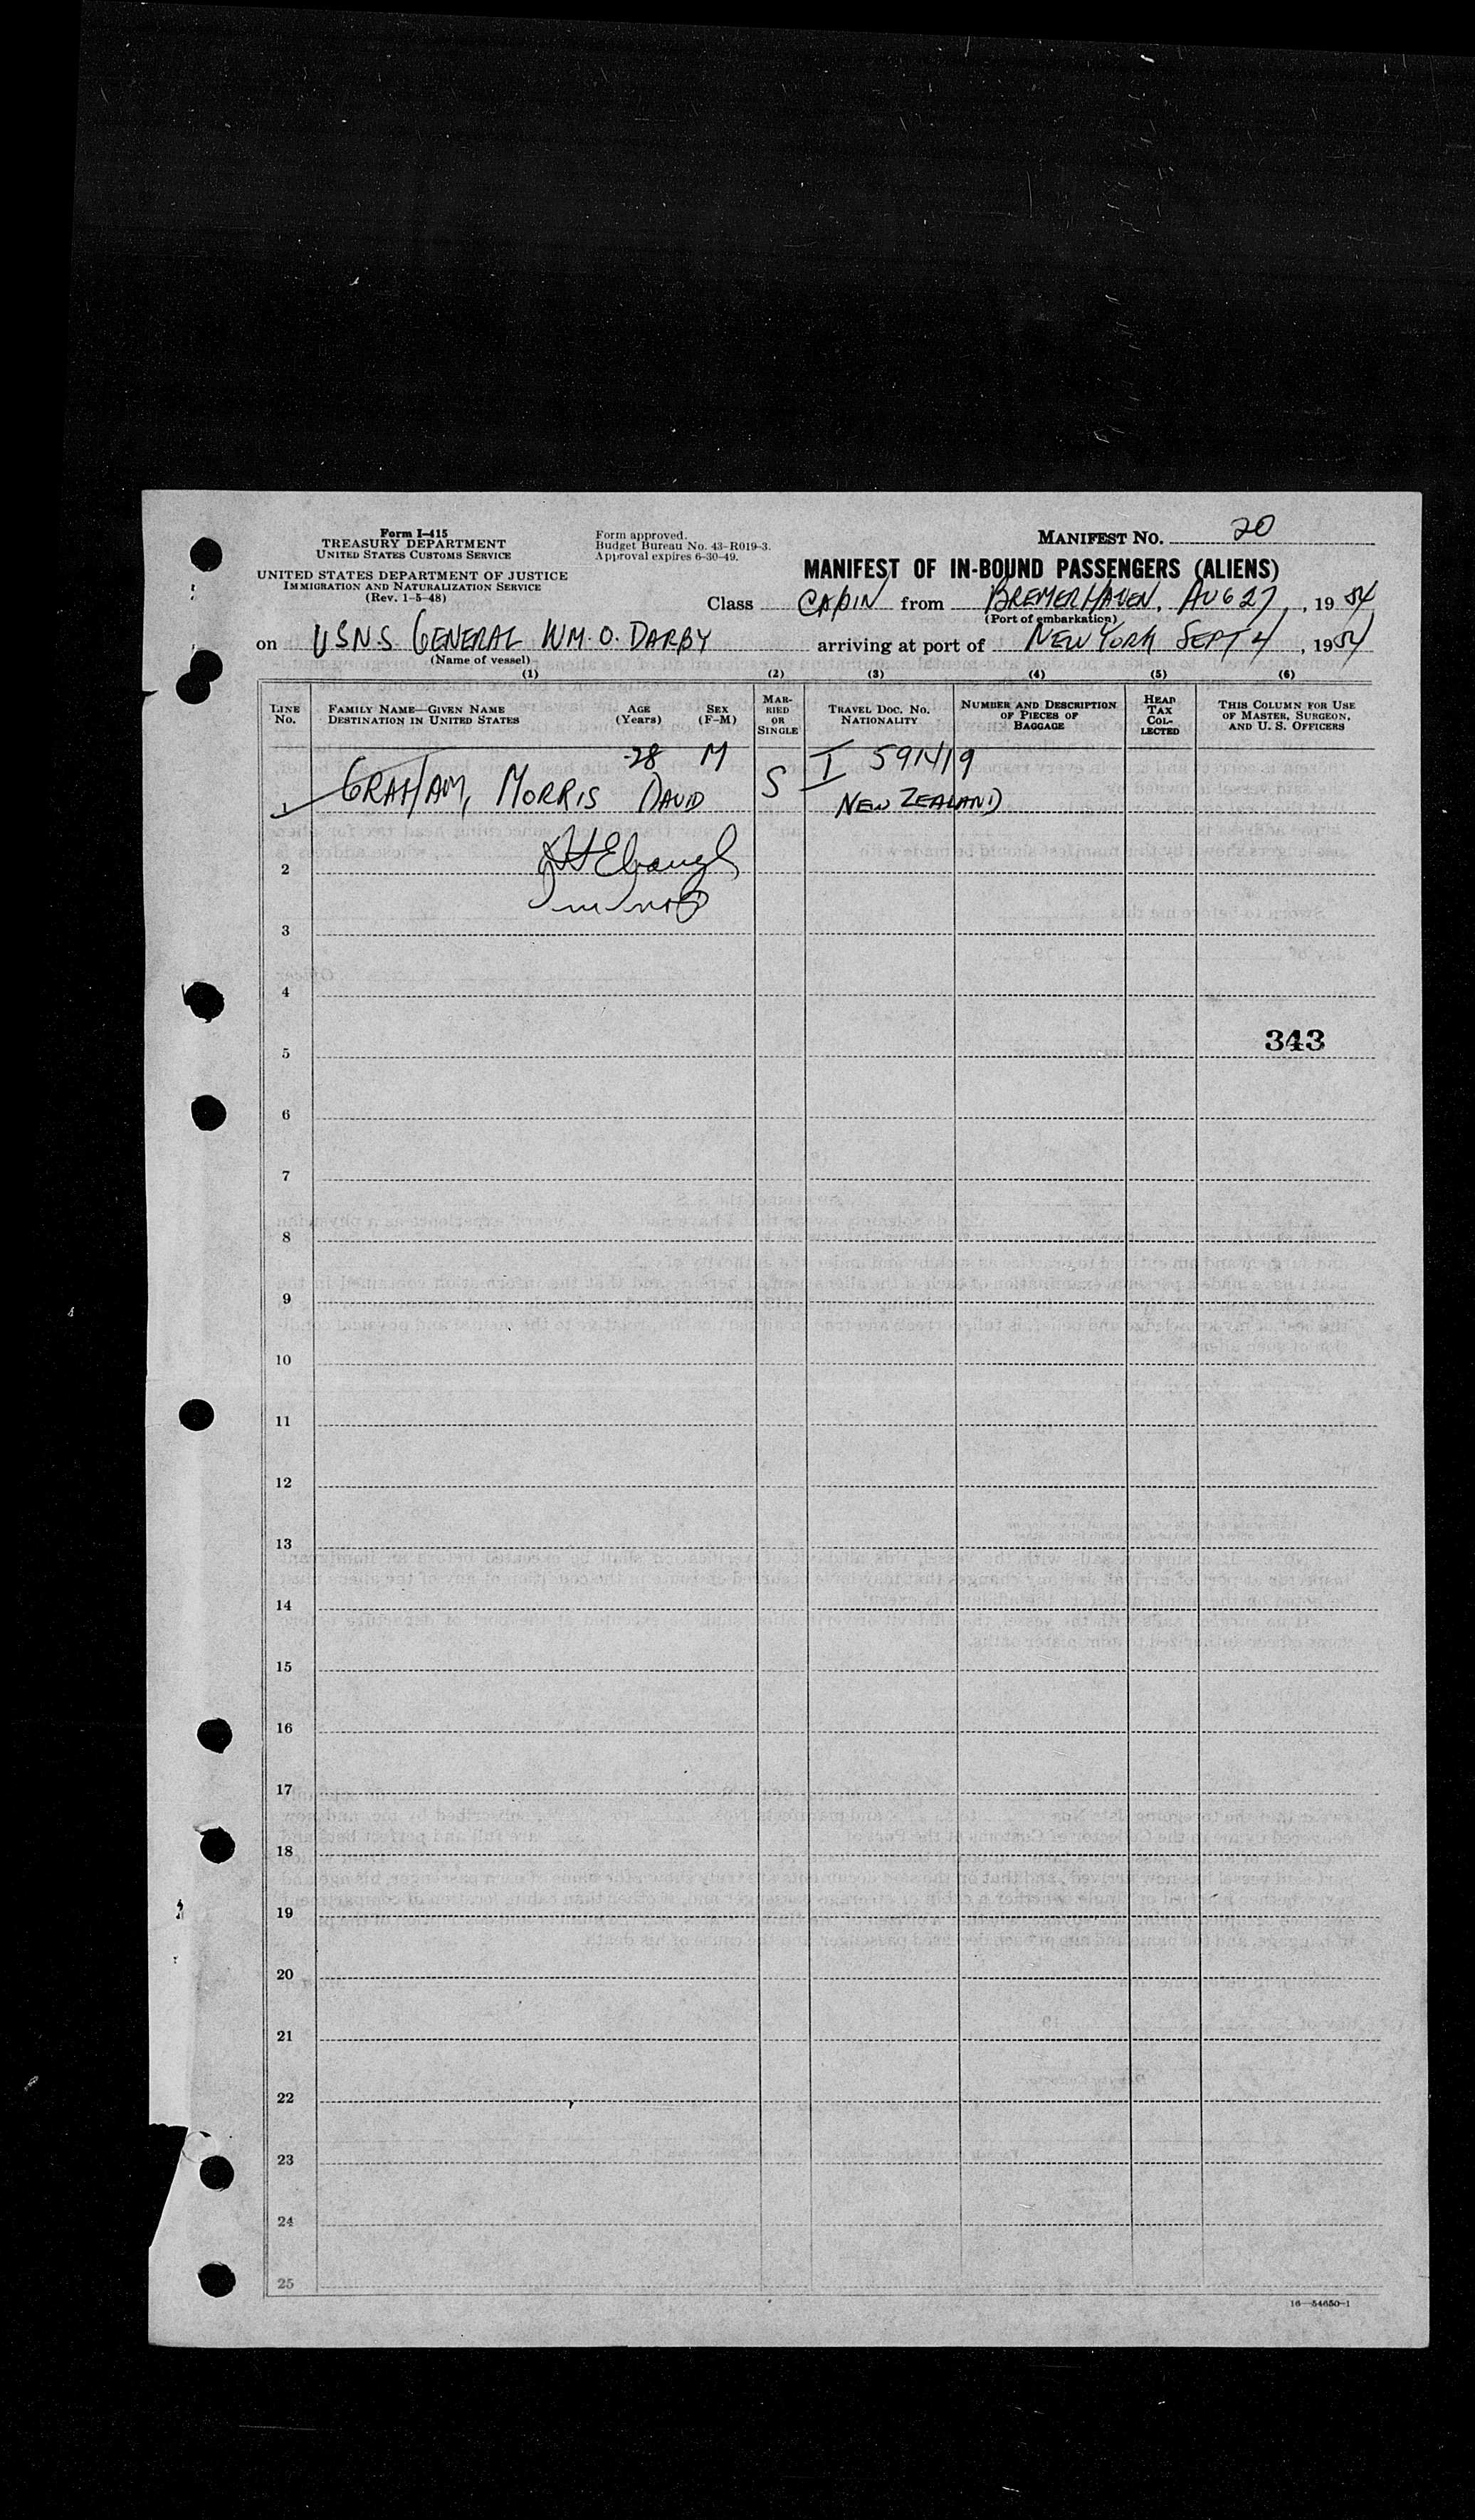 Form I-415
TREASURY DEPARTMENT
UNITED STATES CUSTOMS SERVICE
UNITED STATES DEPARTMENT OF JUSTICE
IMMIGRATION AND NATURALIZATION SERVICE
(Rev. 1-5-48)
Form approved.
Budget Bureau No. 43-R019-3.
Approval expires 6-30-49.
MANIFEST NO. 20
MANIFEST OF IN-BOUND PASSENGERS (ALIENS)
Class CABIN from BREMERHAVEN, AUG 27, 1954
(Port of embarkation)
on USNS GENERAL WM. O. DARBY arriving at port of NEW YORK SEPT 4, 1954
(Name of vessel)
(1) (2) (3) (4) (5) (6)
LINE No.
FAMILY NAME—GIVEN NAME
DESTINATION IN UNITED STATES
AGE (Years)
SEX (F-M)
MARRIED OR SINGLE
TRAVEL DOC. NO.
NATIONALITY
NUMBER AND DESCRIPTION OF PIECES OF BAGGAGE
HEAD TAX COLLECTED
THIS COLUMN FOR USE OF MASTER, SURGEON, AND U. S. OFFICERS
28 M I 591419
1 GRAHAM, MORRIS DAVID S NEW ZEALAND
2
3
4
5 343
6
7
8
9
10
11
12
13
14
15
16
17
18
19
20
21
22
23
24
25
16—54650-1